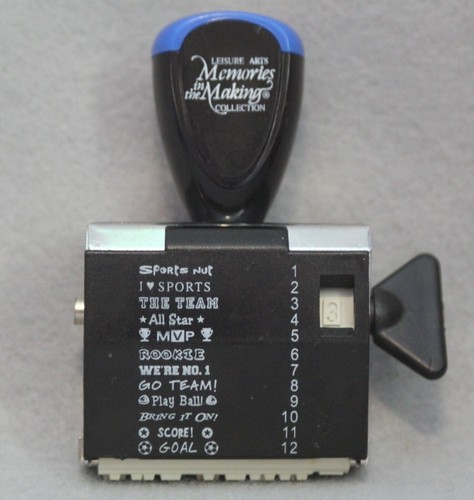 LEISURE ARTS
Memories
in
the Making®
COLLECTION
SPORTS NUT 1
I ♥ SPORTS 2
THE TEAM 3
★ All Star ★ 4
🏆 MVP 🏆 5
ROOKIE 6
WE'RE NO. 1 7
GO TEAM! 8
Play Ball! 9
BRING IT ON! 10
✪ SCORE! ✪ 11
⚽ GOAL ⚽ 12
3